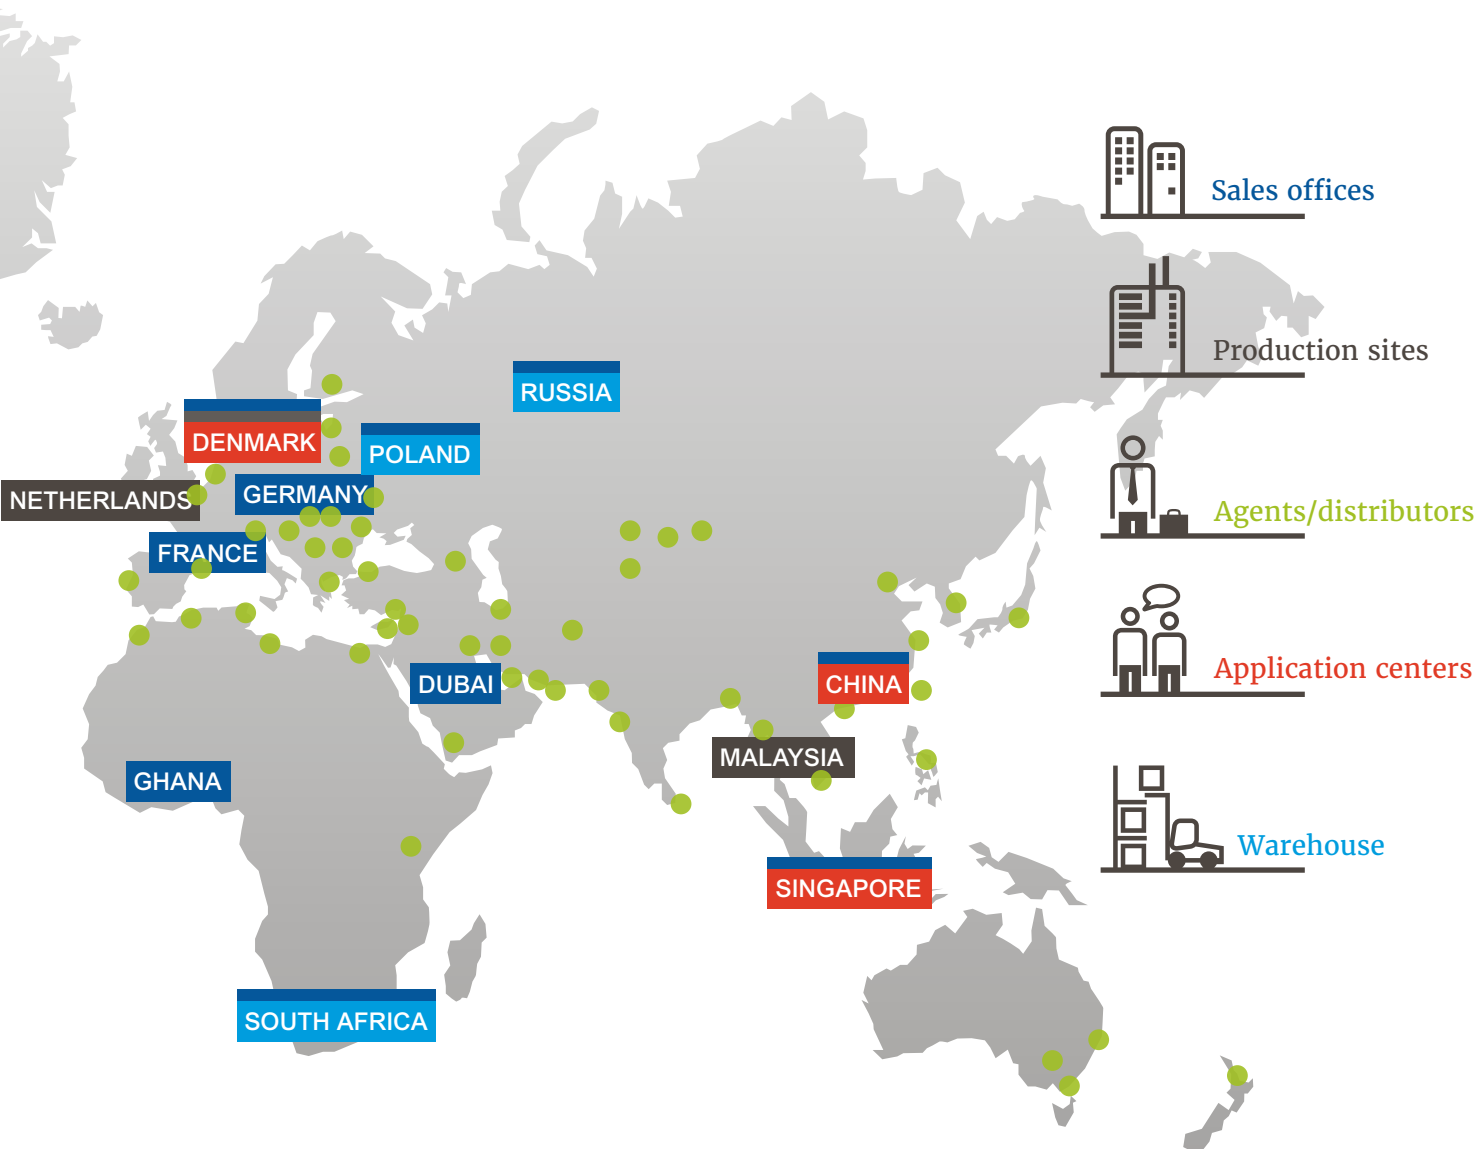 Sales offices
Production sites
RUSSIA
DENMARK
POLAND
NETHERLANDS
GERMANY
Agents/distributors
FRANCE
Application centers
DUBAI
CHINA
MALAYSIA
GHANA
Warehouse
SINGAPORE
SOUTH AFRICA